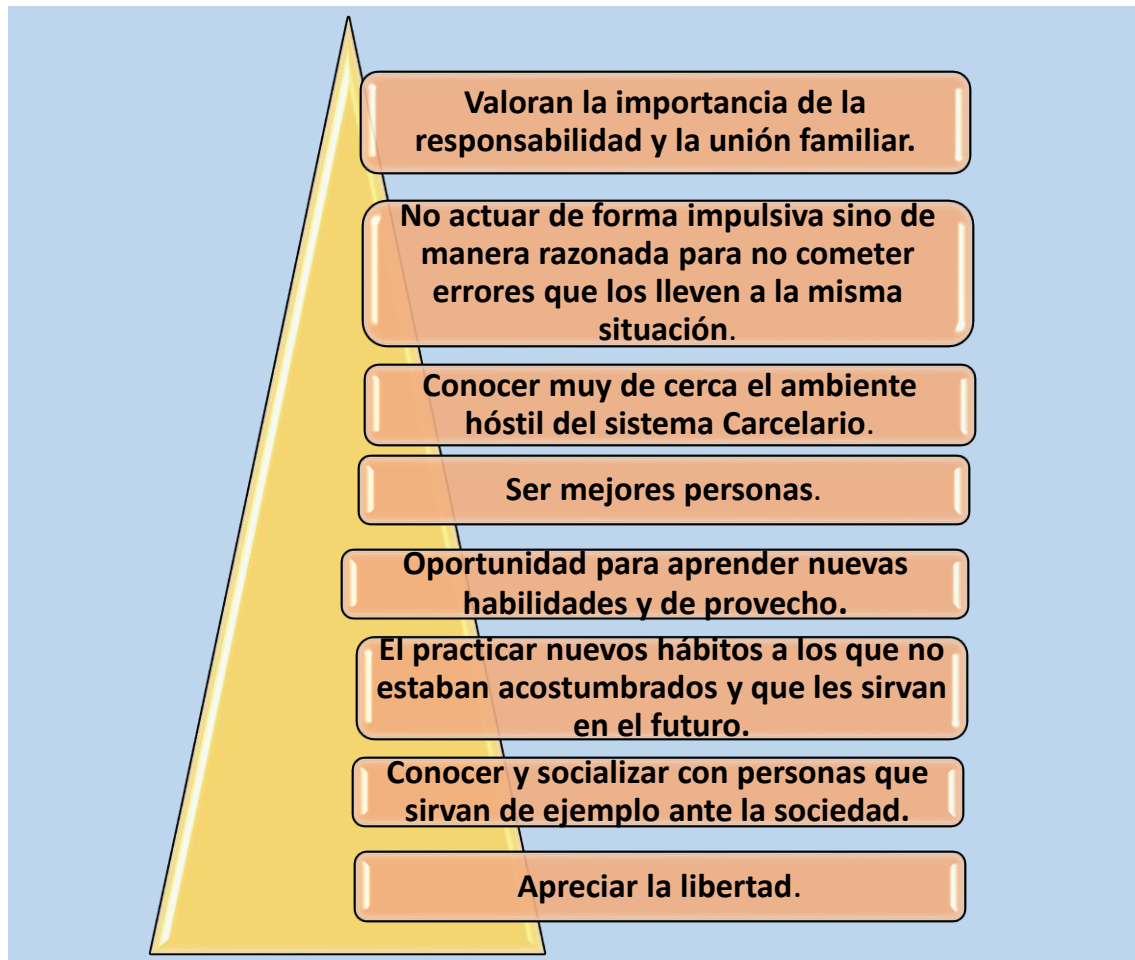 Valoran la importancia de la
responsabilidad y la unión familiar.
No actuar de forma impulsiva sino de
manera razonada para no cometer
errores que los lleven a la misma
situación.
Conocer muy de cerca el ambiente
hóstil del sistema Carcelario.
Ser mejores personas.
Oportunidad para aprender nuevas
habilidades y de provecho.
El practicar nuevos hábitos a los que no
estaban acostumbrados y que les sirvan
en el futuro.
Conocer y socializar con personas que
sirvan de ejemplo ante la sociedad.
Apreciar la libertad.